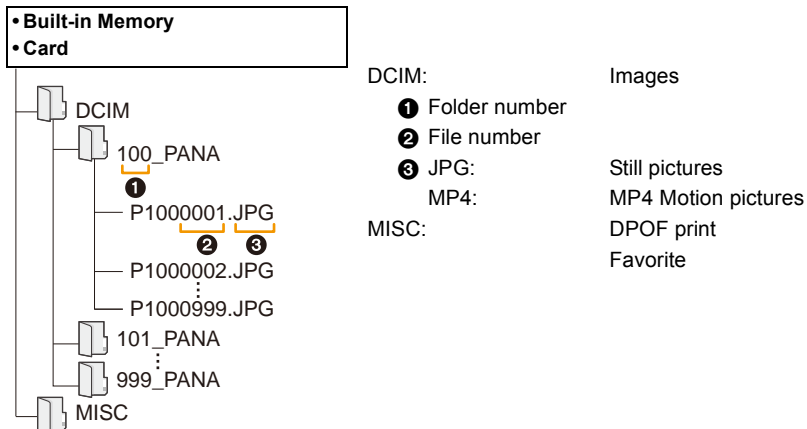 • Built-in Memory
• Card
DCIM
100_PANA
❶
P1000001.JPG
❷ ❸
P1000002.JPG
P1000999.JPG
101_PANA
999_PANA
MISC
DCIM: Images
❶ Folder number
❷ File number
❸ JPG: Still pictures
MP4: MP4 Motion pictures
MISC: DPOF print
Favorite